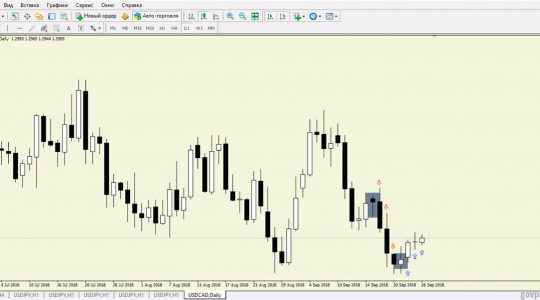 Вид Вставка Графики Сервис Окно Справка
Новый ордер Авто-торговля
A T M1 M5 M15 M30 H1 H4 D1 W1 MN
Daily 1.2950 1.2965 1.2944 1.2959
4 Jul 2018 10 Jul 2018 16 Jul 2018 20 Jul 2018 26 Jul 2018 1 Aug 2018 7 Aug 2018 13 Aug 2018 17 Aug 2018 23 Aug 2018 29 Aug 2018 4 Sep 2018 10 Sep 2018 14 Sep 2018 20 Sep 2018 26 Sep 2018
H1 USDJPY,H1 USDJPY,H1 USDJPY,H1 USDJPY,H1 USDCAD,Daily